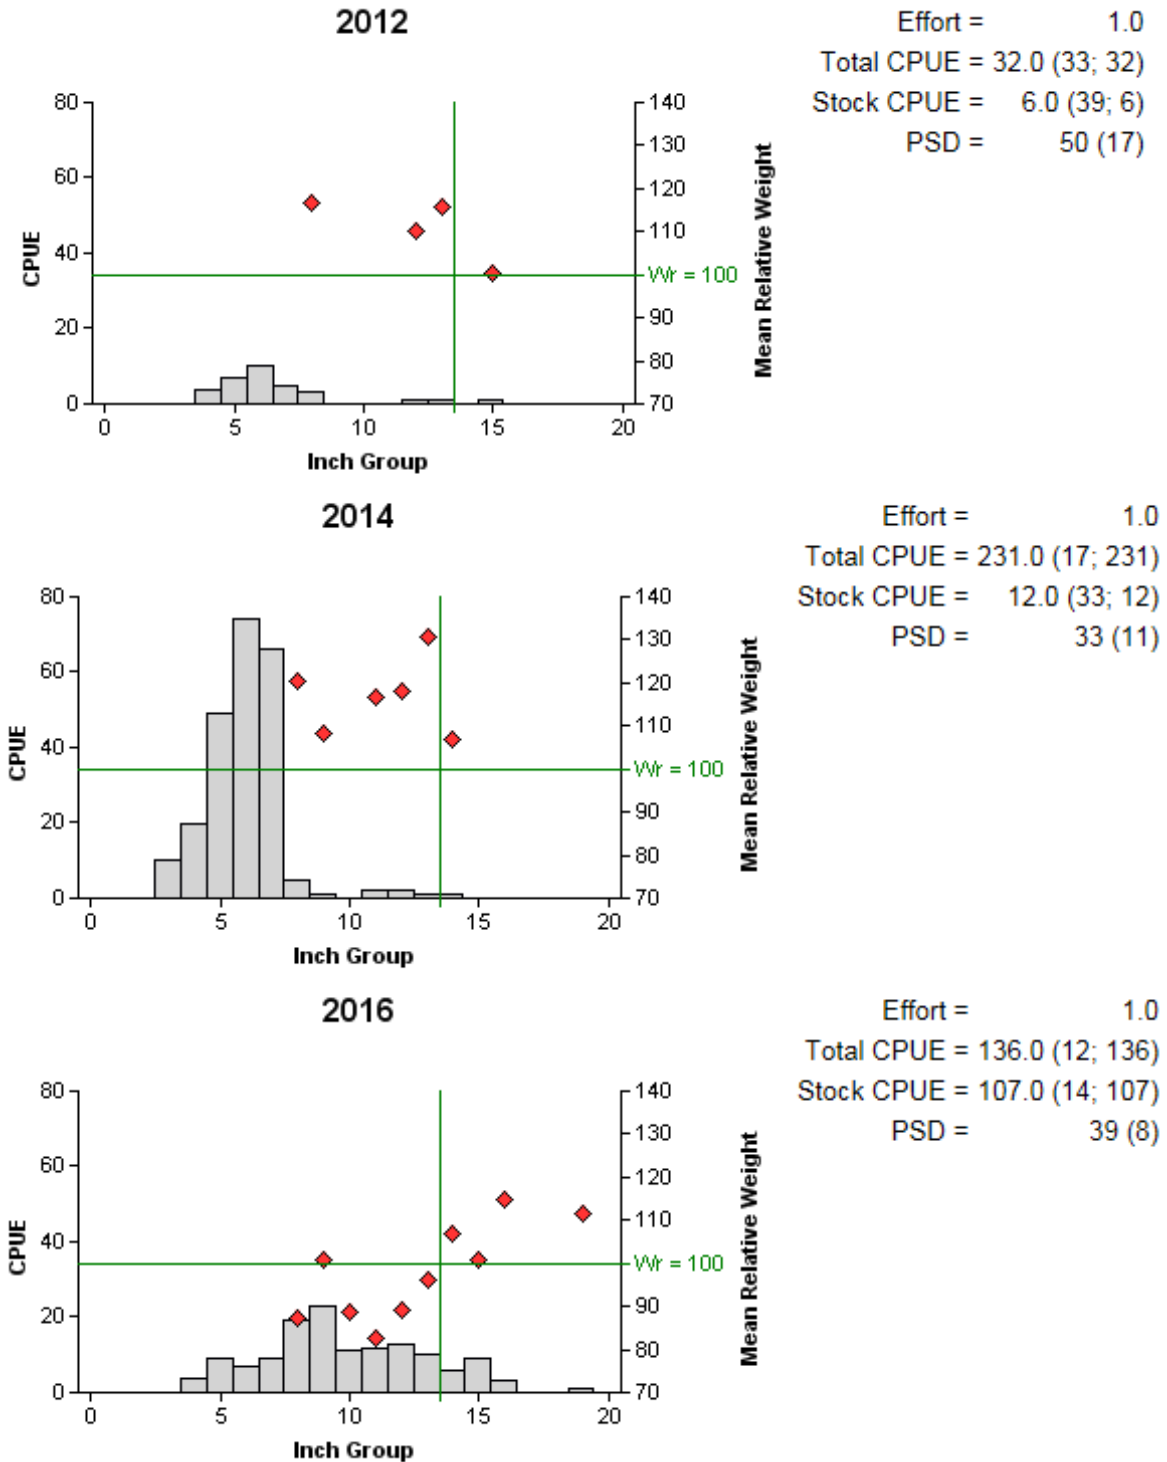 2012
Effort = 1.0
Total CPUE = 32.0 (33; 32)
Stock CPUE = 6.0 (39; 6)
PSD = 50 (17)
80
60
40
20
0
CPUE
140
130
120
110
Wr = 100
90
80
70
Mean Relative Weight
0 5 10 15 20
Inch Group
2014
Effort = 1.0
Total CPUE = 231.0 (17; 231)
Stock CPUE = 12.0 (33; 12)
PSD = 33 (11)
80
60
40
20
0
CPUE
140
130
120
110
Wr = 100
90
80
70
Mean Relative Weight
0 5 10 15 20
Inch Group
2016
Effort = 1.0
Total CPUE = 136.0 (12; 136)
Stock CPUE = 107.0 (14; 107)
PSD = 39 (8)
80
60
40
20
0
CPUE
140
130
120
110
Wr = 100
90
80
70
Mean Relative Weight
0 5 10 15 20
Inch Group